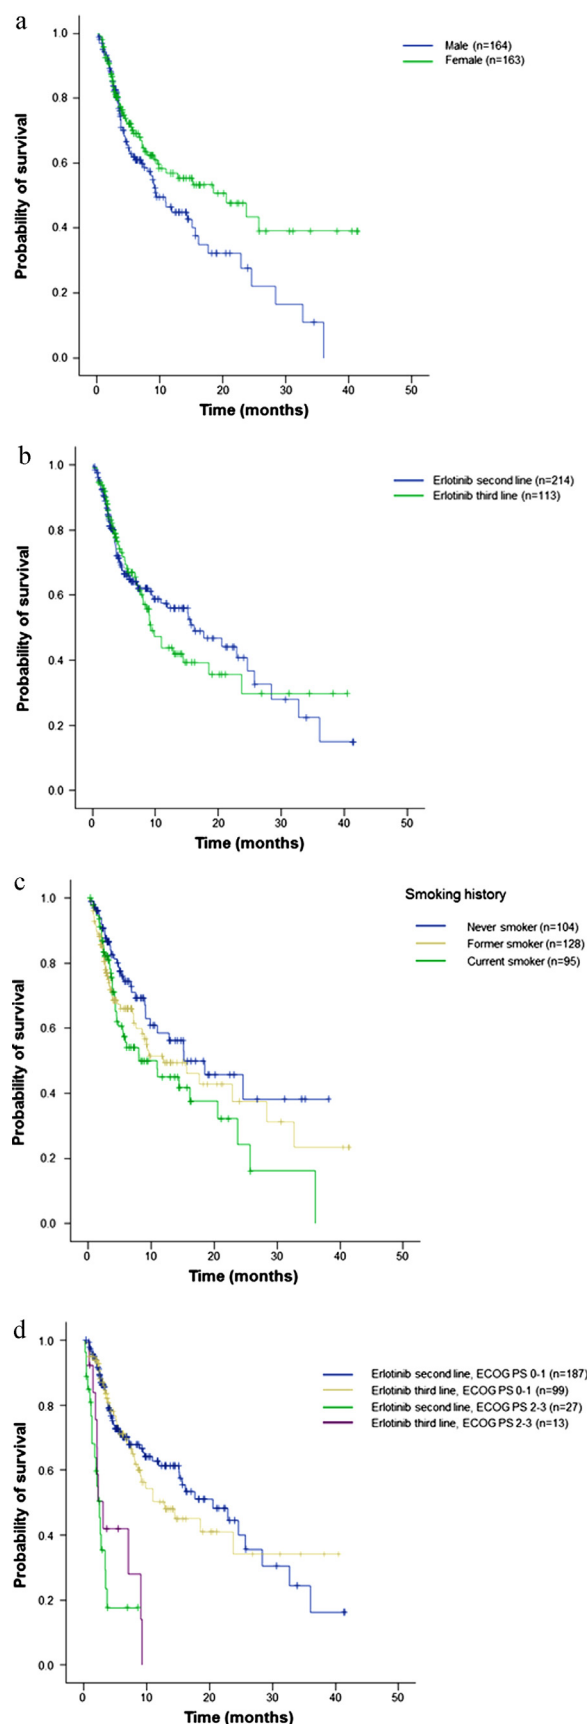 a
1.0
0.8
0.6
0.4
0.2
0.0
Probability of survival
Male (n=164)
Female (n=163)
0 10 20 30 40 50
Time (months)
b
1.0
0.8
0.6
0.4
0.2
0.0
Probability of survival
Erlotinib second line (n=214)
Erlotinib third line (n=113)
0 10 20 30 40 50
Time (months)
c
1.0
0.8
0.6
0.4
0.2
0.0
Probability of survival
Smoking history
Never smoker (n=104)
Former smoker (n=128)
Current smoker (n=95)
0 10 20 30 40 50
Time (months)
d
1.0
0.8
0.6
0.4
0.2
0.0
Probability of survival
Erlotinib second line, ECOG PS 0-1 (n=187)
Erlotinib third line, ECOG PS 0-1 (n=99)
Erlotinib second line, ECOG PS 2-3 (n=27)
Erlotinib third line, ECOG PS 2-3 (n=13)
0 10 20 30 40 50
Time (months)